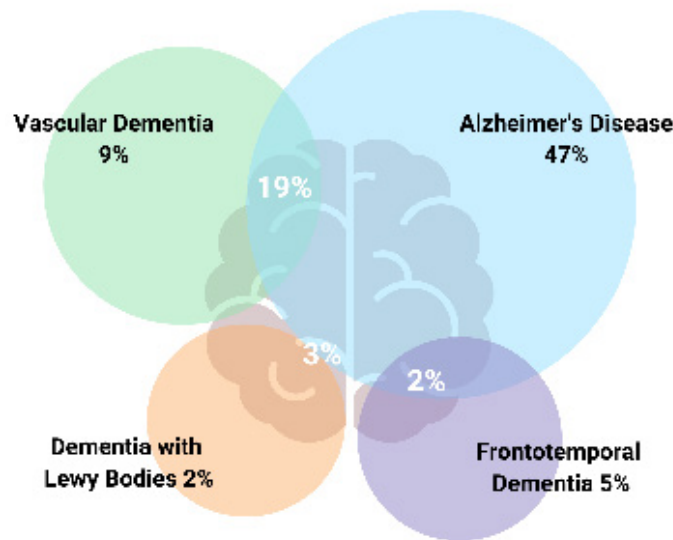 Vascular Dementia
9%
Alzheimer's Disease
47%
19%
3%
2%
Dementia with
Lewy Bodies 2%
Frontotemporal
Dementia 5%